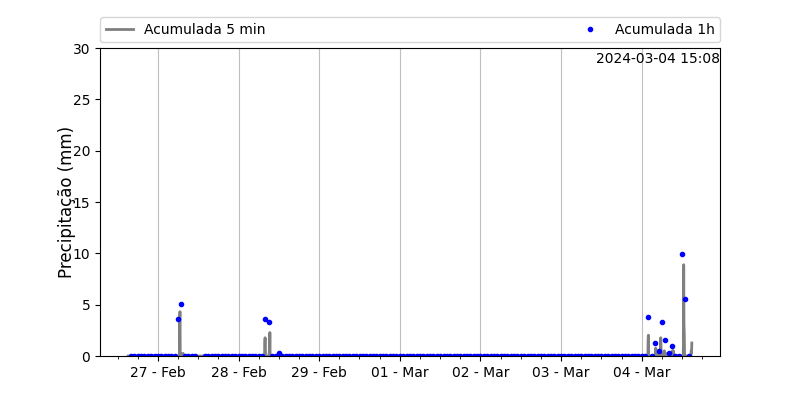 Acumulada 5 min
Acumulada 1h
2024-03-04 15:08
Precipitação (mm)
30
25
20
15
10
5
0
27 - Feb
28 - Feb
29 - Feb
01 - Mar
02 - Mar
03 - Mar
04 - Mar